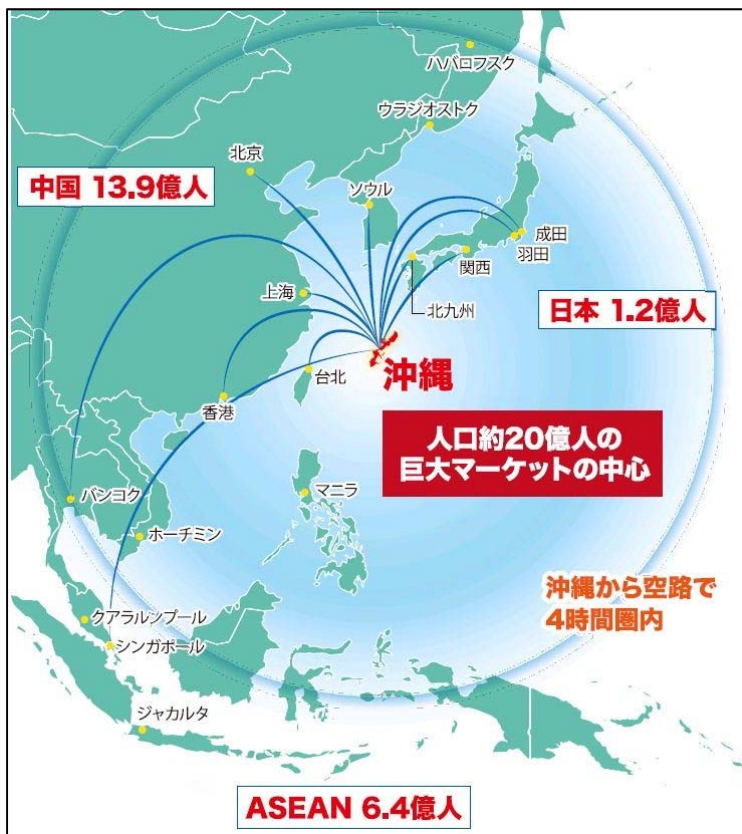 ハバロフスク
ウラジオストク
北京
中国 13.9億人
ソウル
成田
羽田
関西
上海
北九州
日本 1.2億人
沖縄
台北
香港
人口約20億人の
巨大マーケットの中心
バンコク
マニラ
ホーチミン
沖縄から空路で
4時間圏内
クアラルンプール
シンガポール
ジャカルタ
ASEAN 6.4億人